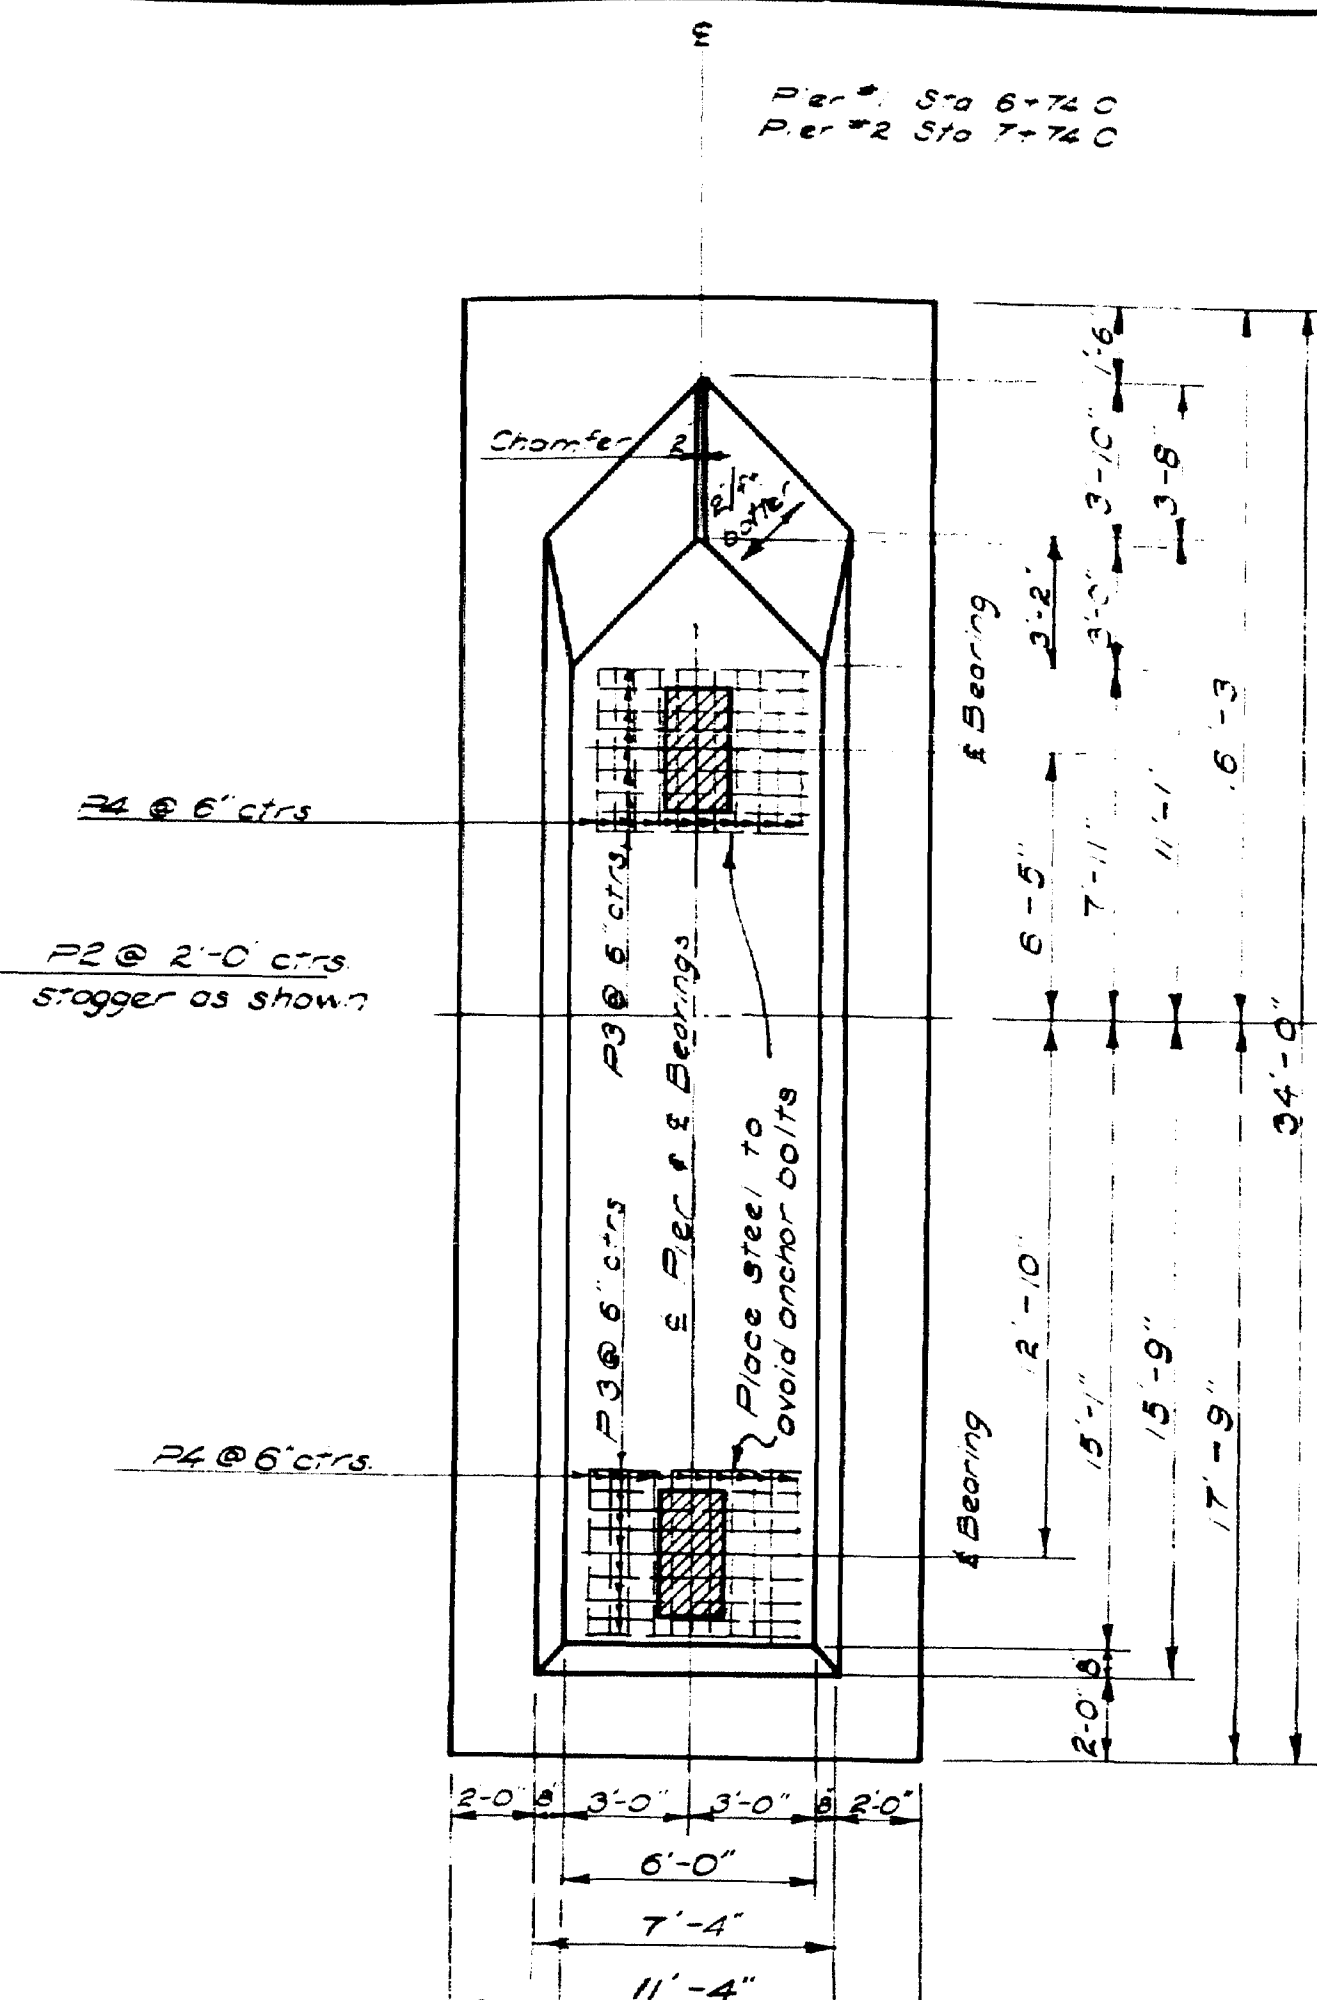 Pier #1 Sta 6+74.0
Pier #2 Sta 7+74.0
Chamfer 2"
Batter
1'-6"
3'-10"
3'-8"
3'-2"
3'-0"
℄ Bearing
6'-3
P4 @ 6" ctrs
P3 @ 6" ctrs
6'-5"
7'-11"
11'-1"
P2 @ 2'-0" ctrs.
stagger as shown
℄ Pier & ℄ Bearings
34'-0"
Place steel to
avoid anchor bolts
P3 @ 6" ctrs
12'-10"
15'-1"
15'-9"
17'-9"
P4 @ 6" ctrs.
℄ Bearing
8"
2'-0"
2'-0" 8" 3'-0" 3'-0" 8" 2'-0"
6'-0"
7'-4"
11'-4"